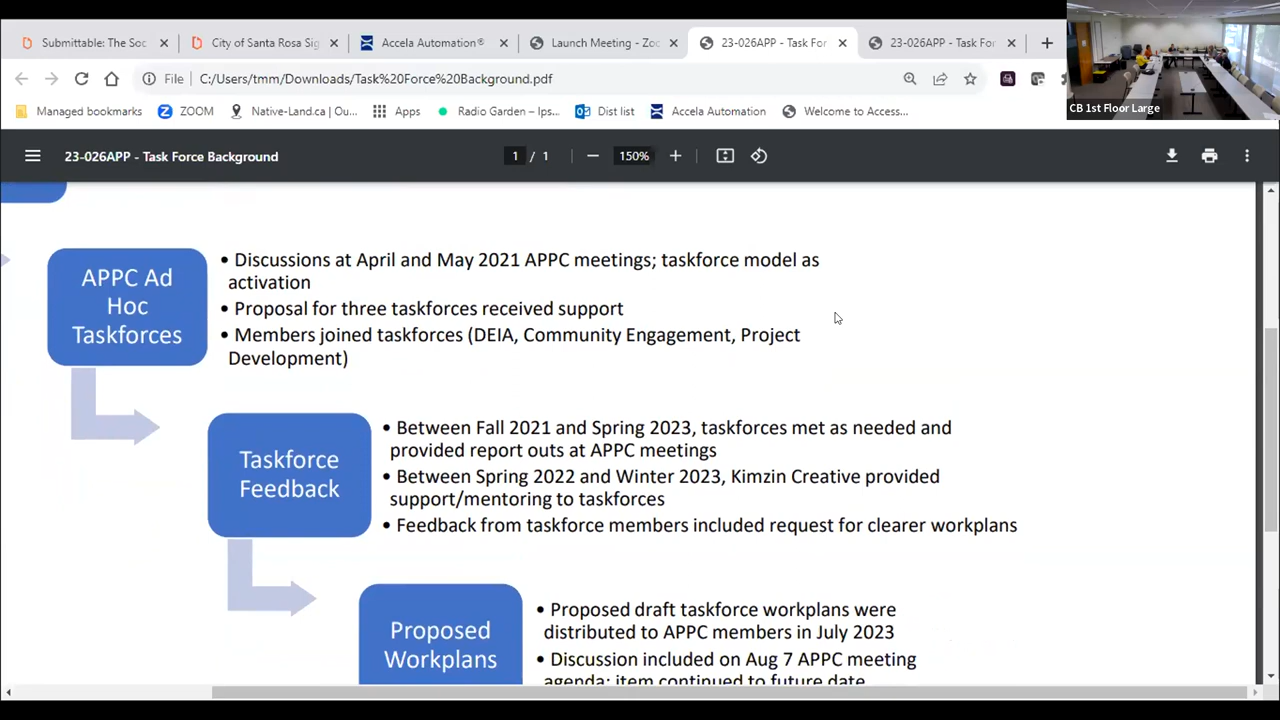 Submittable: The Soc
City of Santa Rosa Sig
Accela Automation®
Launch Meeting - Zoo
23-026APP - Task For
23-026APP - Task For
File
C:/Users/tmm/Downloads/Task%20Force%20Background.pdf
Managed bookmarks
ZOOM
Native-Land.ca | Ou...
Apps
Radio Garden – Ips...
Dist list
Accela Automation
Welcome to Access...
CB 1st Floor Large
23-026APP - Task Force Background
1 / 1
150%
APPC Ad
Hoc
Taskforces
• Discussions at April and May 2021 APPC meetings; taskforce model as
activation
• Proposal for three taskforces received support
• Members joined taskforces (DEIA, Community Engagement, Project
Development)
Taskforce
Feedback
• Between Fall 2021 and Spring 2023, taskforces met as needed and
provided report outs at APPC meetings
• Between Spring 2022 and Winter 2023, Kimzin Creative provided
support/mentoring to taskforces
• Feedback from taskforce members included request for clearer workplans
Proposed
Workplans
• Proposed draft taskforce workplans were
distributed to APPC members in July 2023
• Discussion included on Aug 7 APPC meeting
agenda; item continued to future date